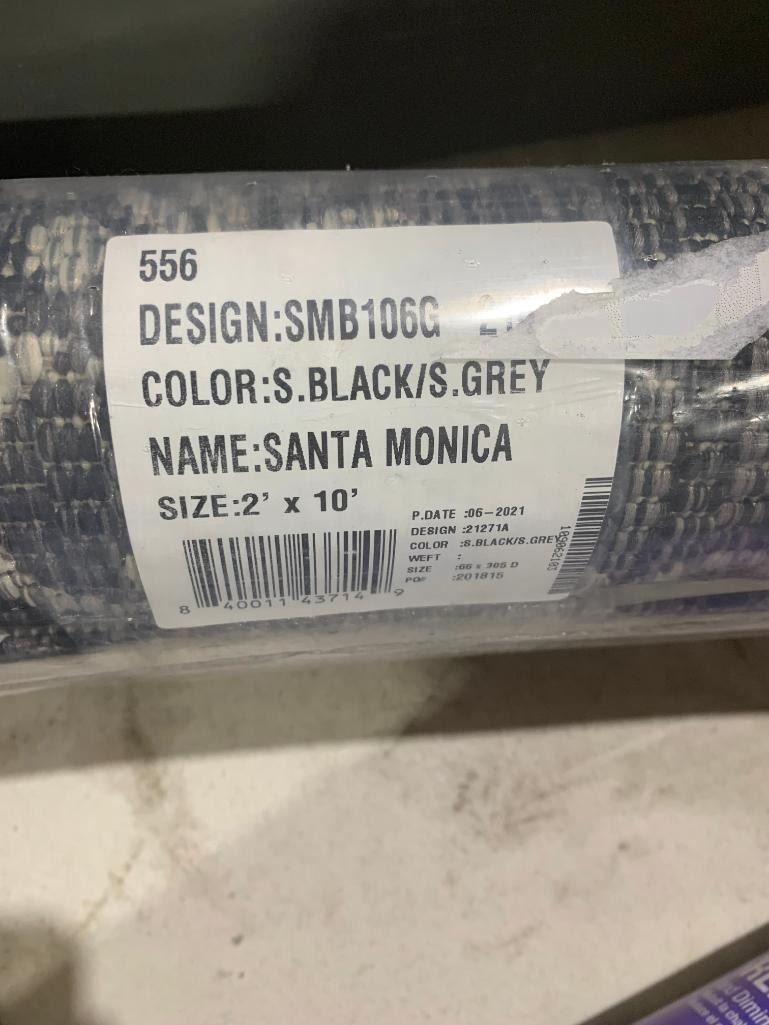 556
DESIGN:SMB106G
COLOR:S.BLACK/S.GREY
NAME:SANTA MONICA
SIZE:2' x 10'
P.DATE :06-2021
DESIGN :21271A
COLOR :S.BLACK/S.GREY
WEFT :
SIZE :66 x 305 D
PO# :201815
8 40011 43714 9
109062103